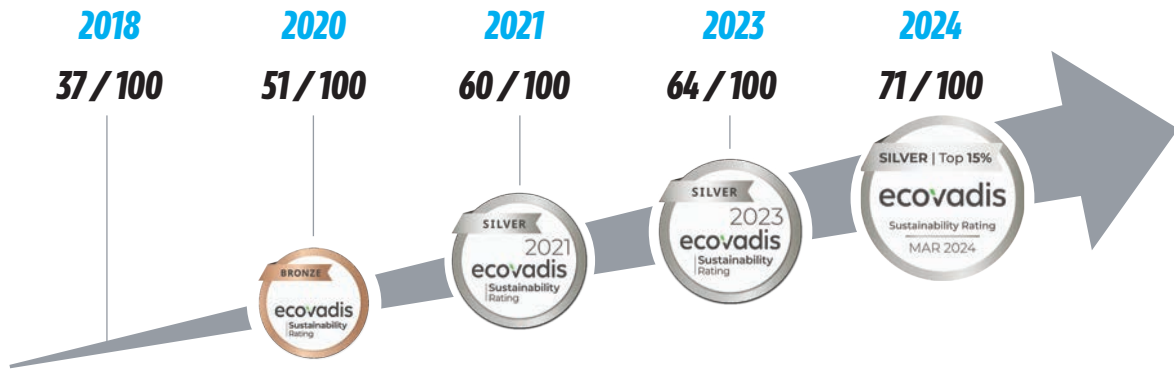 2018
2020
2021
2023
2024
37 / 100
51 / 100
60 / 100
64 / 100
71 / 100
BRONZE
ecovadis
Sustainability
Rating
SILVER
2021
ecovadis
Sustainability
Rating
SILVER
2023
ecovadis
Sustainability
Rating
SILVER | Top 15%
ecovadis
Sustainability Rating
MAR 2024